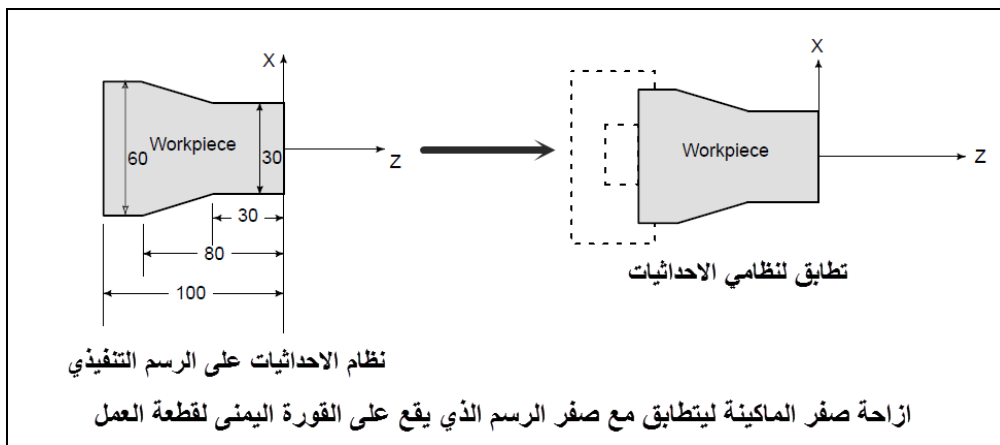 X
Workpiece
60
30
Z
30
80
100
نظام الاحداثيات على الرسم التنفيذي
X
Workpiece
Z
تطابق لنظامي الاحداثيات
ازاحة صفر الماكينة ليتطابق مع صفر الرسم الذي يقع على القورة اليمنى لقطعة العمل